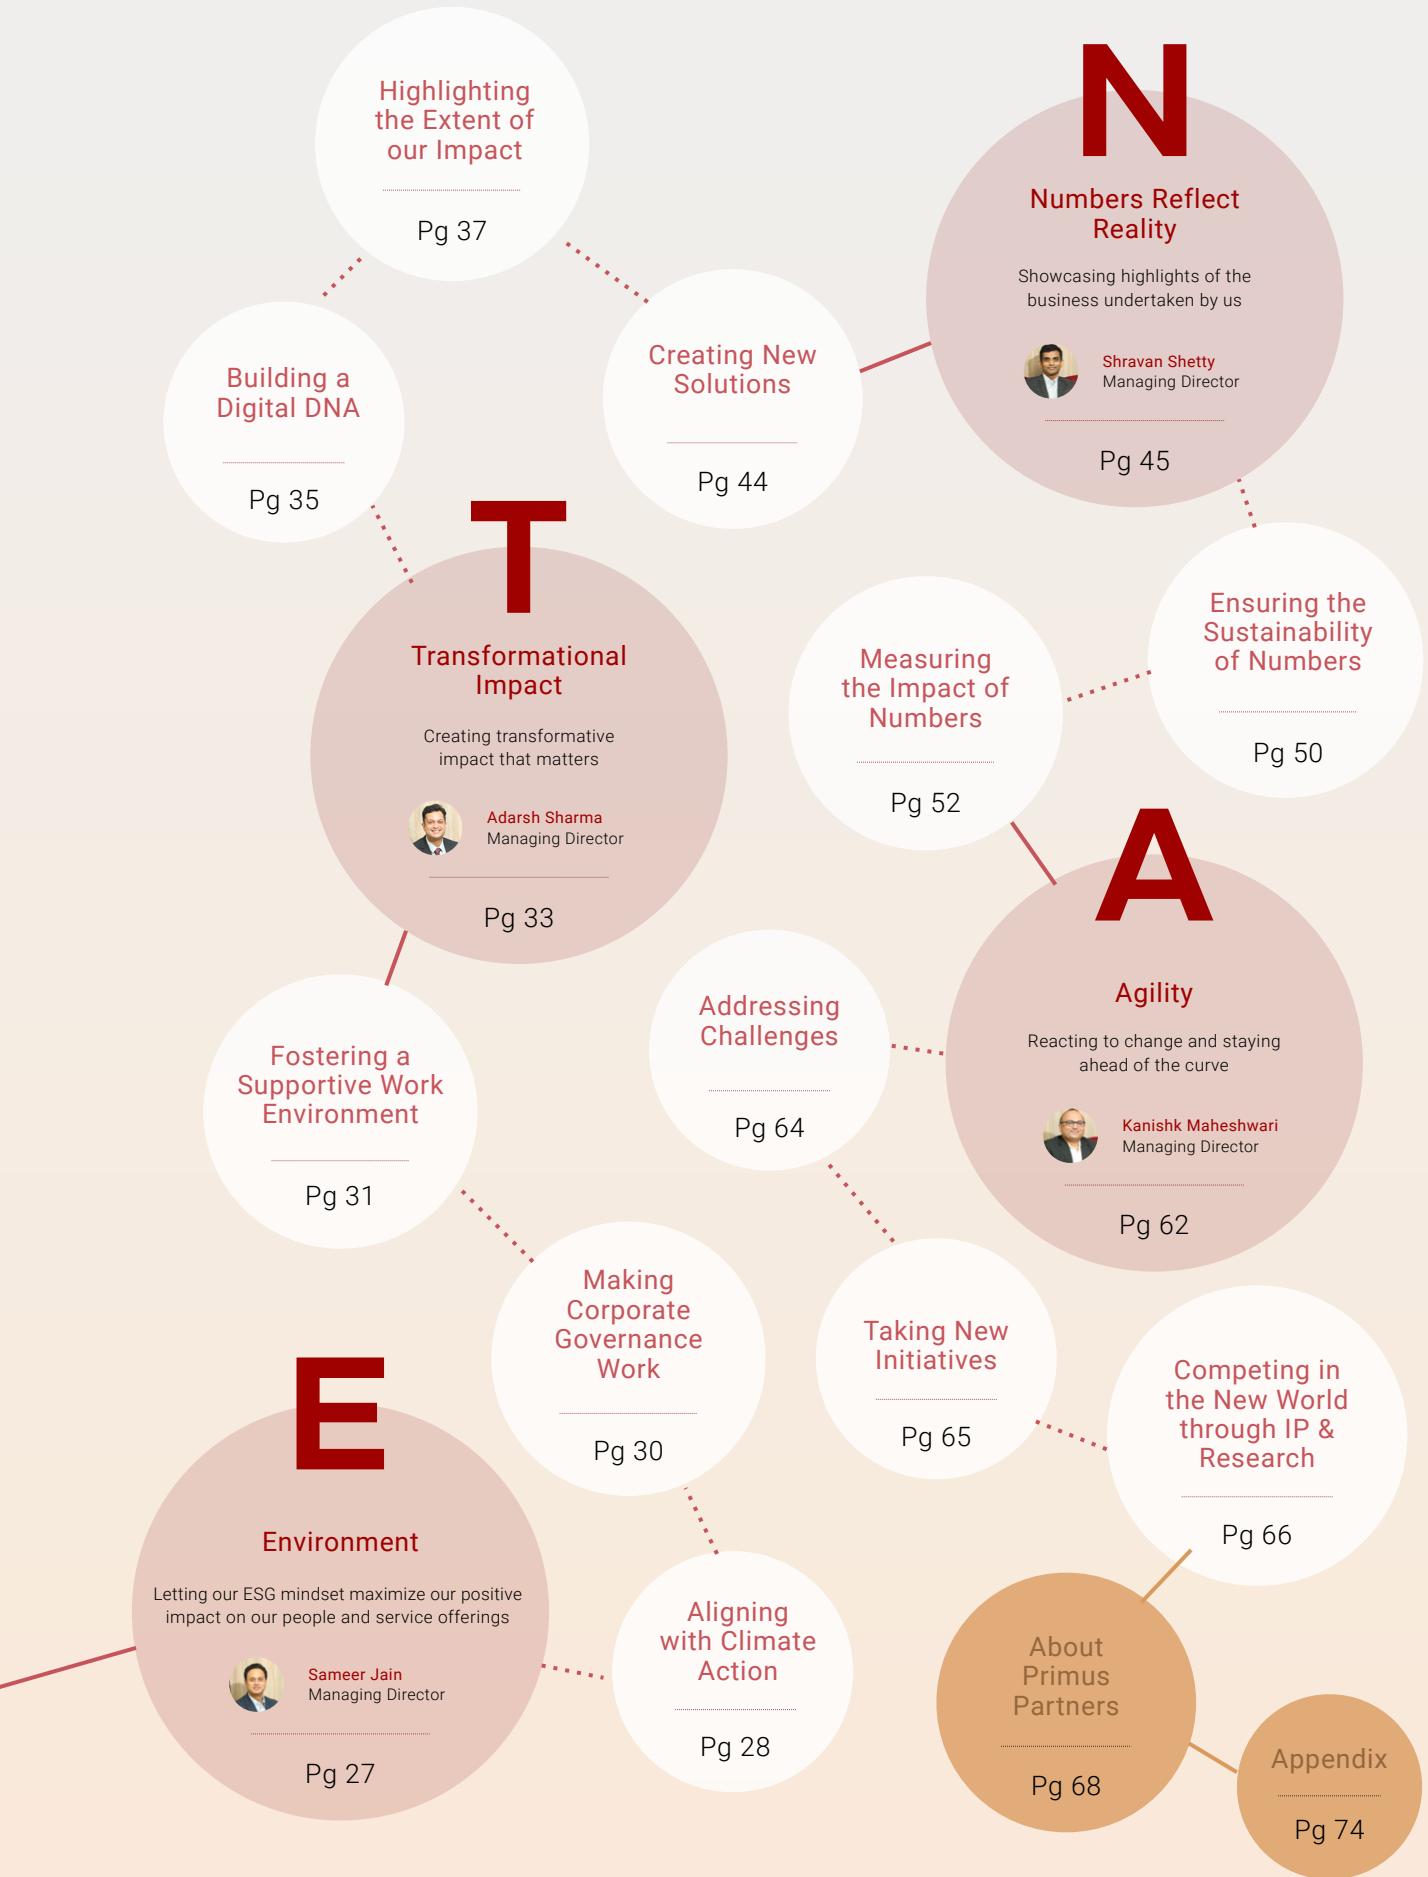 E
Environment
Letting our ESG mindset maximize our positive
impact on our people and service offerings
Sameer Jain
Managing Director
Pg 27
Aligning
with Climate
Action
Pg 28
Making
Corporate
Governance
Work
Pg 30
Fostering a
Supportive Work
Environment
Pg 31
T
Transformational
Impact
Creating transformative
impact that matters
Adarsh Sharma
Managing Director
Pg 33
Building a
Digital DNA
Pg 35
Highlighting
the Extent of
our Impact
Pg 37
Creating New
Solutions
Pg 44
N
Numbers Reflect
Reality
Showcasing highlights of the
business undertaken by us
Shravan Shetty
Managing Director
Pg 45
Ensuring the
Sustainability
of Numbers
Pg 50
Measuring
the Impact of
Numbers
Pg 52
A
Agility
Reacting to change and staying
ahead of the curve
Kanishk Maheshwari
Managing Director
Pg 62
Addressing
Challenges
Pg 64
Taking New
Initiatives
Pg 65
Competing in
the New World
through IP &
Research
Pg 66
About
Primus
Partners
Pg 68
Appendix
Pg 74